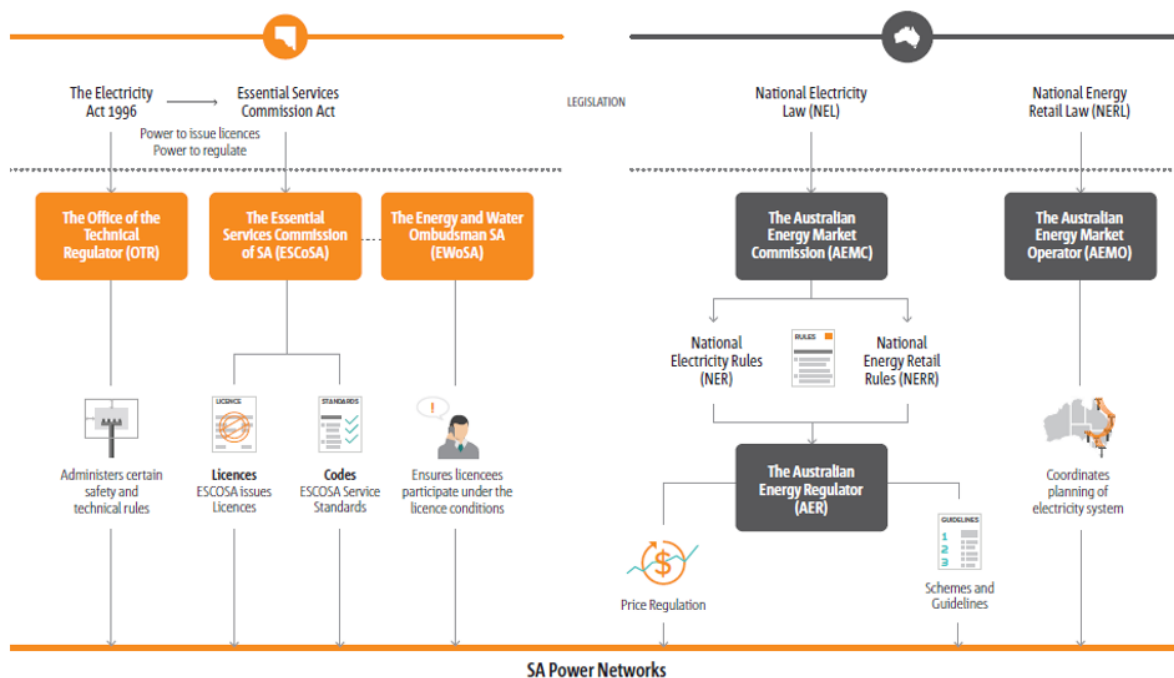 The Electricity
Act 1996
Essential Services
Commission Act
Power to issue licences
Power to regulate
LEGISLATION
National Electricity
Law (NEL)
National Energy
Retail Law (NERL)
The Office of the
Technical
Regulator (OTR)
The Essential
Services Commission
of SA (ESCoSA)
The Energy and Water
Ombudsman SA
(EWoSA)
The Australian
Energy Market
Commission (AEMC)
The Australian
Energy Market
Operator (AEMO)
National
Electricity Rules
(NER)
RULES
National
Energy Retail
Rules (NERR)
LICENCE
STANDARDS
!
Administers certain
safety and
technical rules
Licences
ESCOSA issues
Licences
Codes
ESCOSA Service
Standards
Ensures licencees
participate under the
licence conditions
The Australian
Energy Regulator
(AER)
Coordinates
planning of
electricity system
$
Price Regulation
GUIDELINES
1
2
3
Schemes and
Guidelines
SA Power Networks